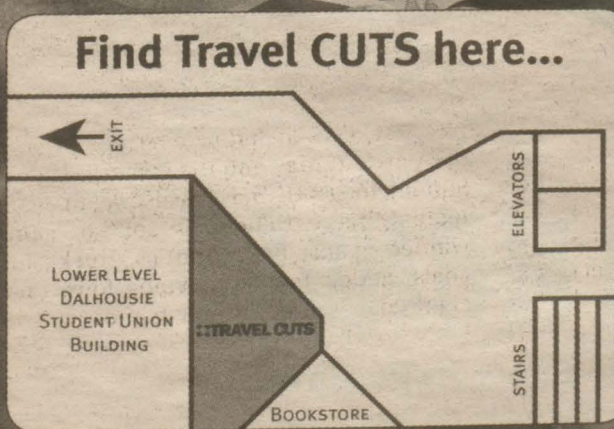 Find Travel CUTS here...
EXIT
ELEVATORS
LOWER LEVEL
DALHOUSIE
STUDENT UNION
BUILDING
::TRAVEL CUTS
STAIRS
BOOKSTORE